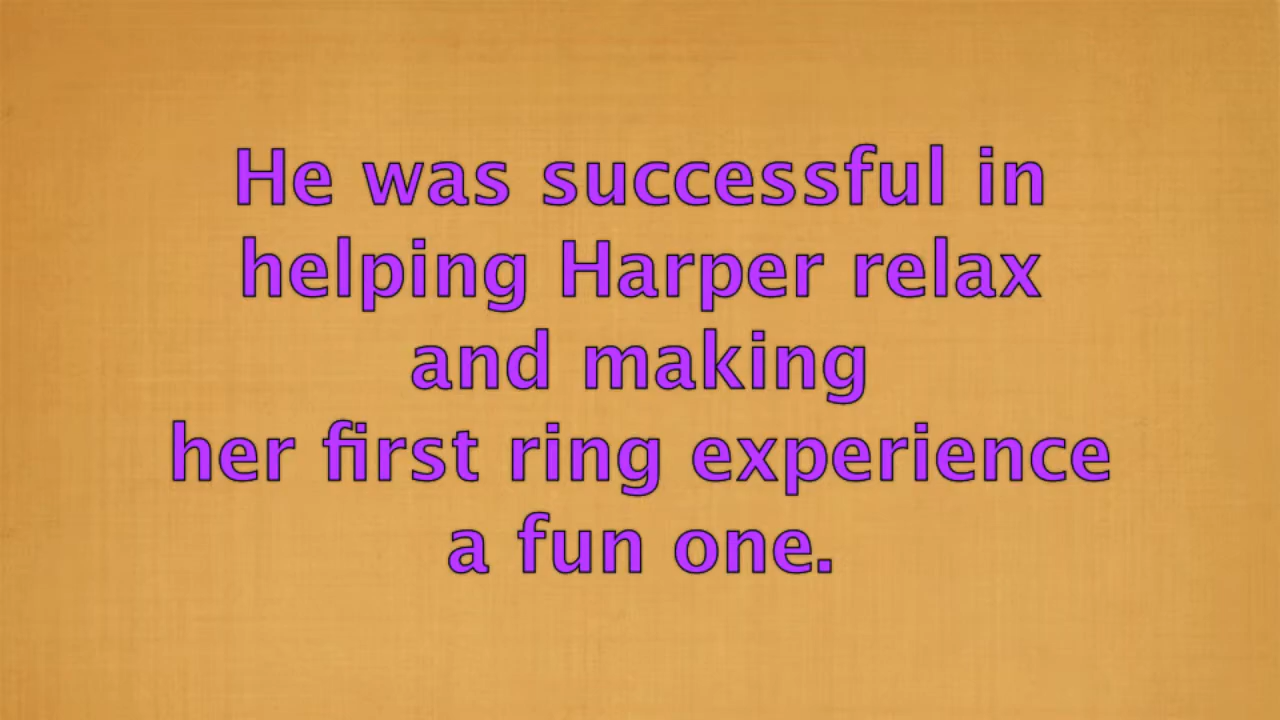 He was successful in
helping Harper relax
and making
her first ring experience
a fun one.